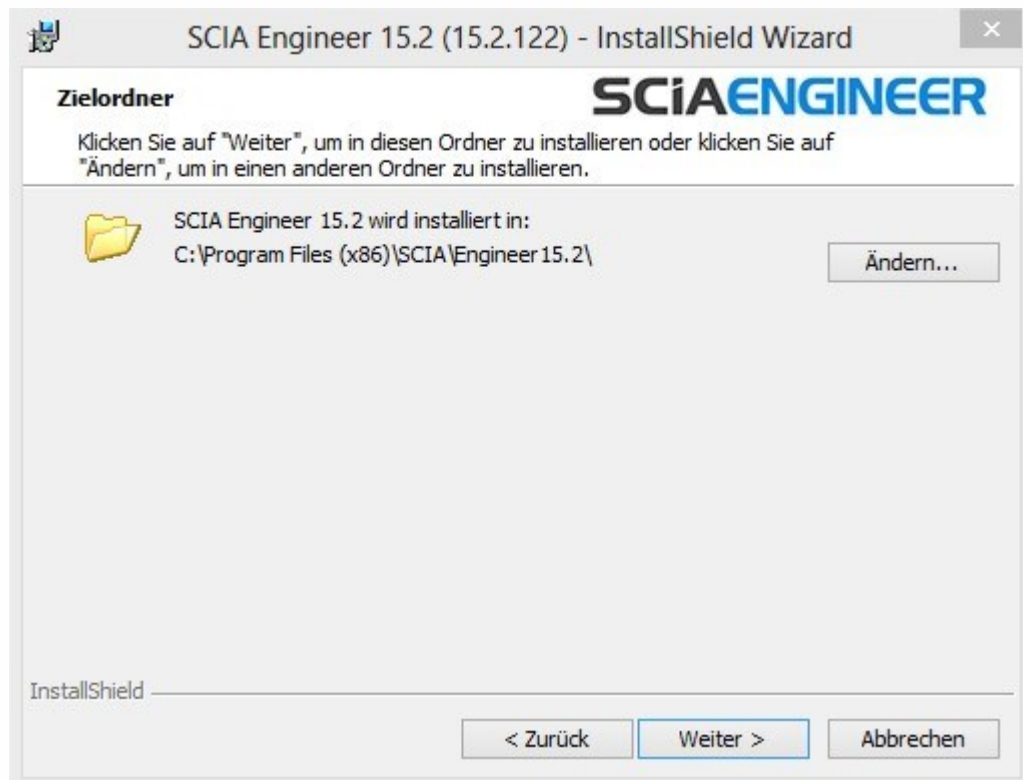 SCIA Engineer 15.2 (15.2.122) - InstallShield Wizard
Zielordner
SCiAENGINEER
Klicken Sie auf "Weiter", um in diesen Ordner zu installieren oder klicken Sie auf
"Ändern", um in einen anderen Ordner zu installieren.
SCIA Engineer 15.2 wird installiert in:
C:\Program Files (x86)\SCIA\Engineer15.2\
Ändern...
InstallShield
< Zurück
Weiter >
Abbrechen